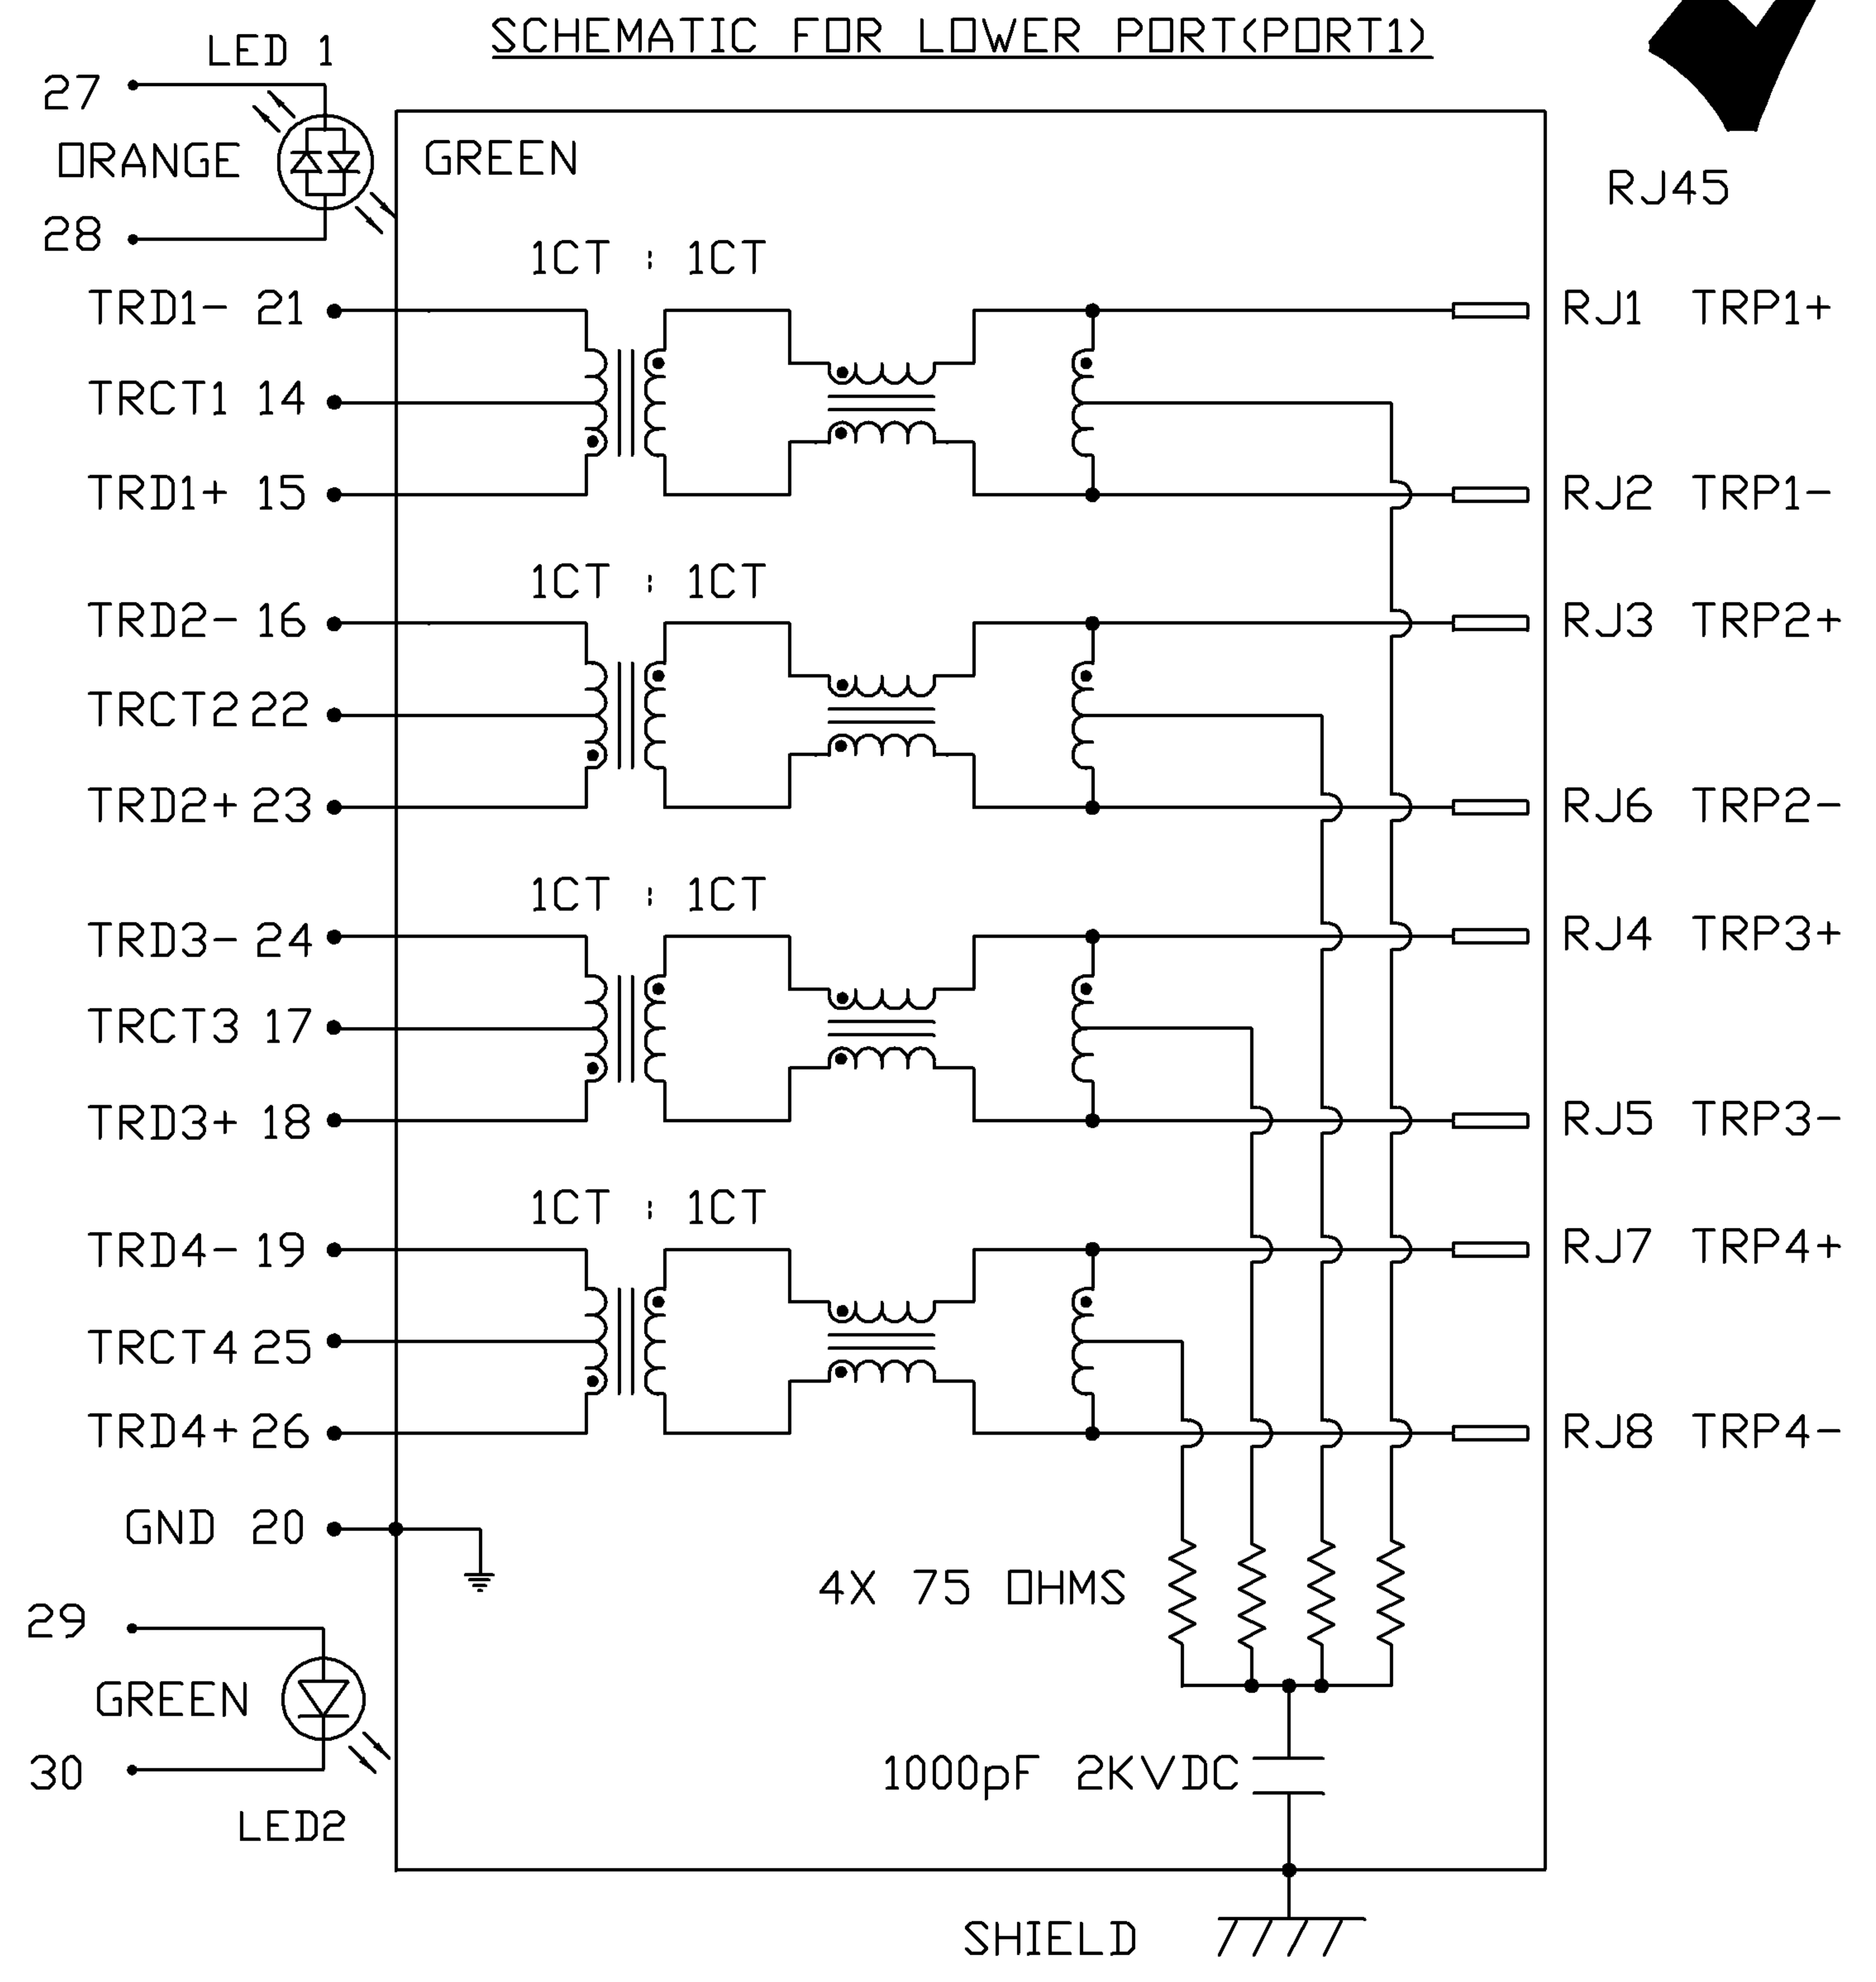 SCHEMATIC FOR LOWER PORT(PORT1)
LED 1
27
ORANGE
GREEN
28
RJ45
1CT : 1CT
TRD1- 21
RJ1 TRP1+
TRCT1 14
TRD1+ 15
RJ2 TRP1-
1CT : 1CT
TRD2- 16
RJ3 TRP2+
TRCT2 22
TRD2+ 23
RJ6 TRP2-
1CT : 1CT
TRD3- 24
RJ4 TRP3+
TRCT3 17
TRD3+ 18
RJ5 TRP3-
1CT : 1CT
TRD4- 19
RJ7 TRP4+
TRCT4 25
TRD4+ 26
RJ8 TRP4-
GND 20
4X 75 OHMS
29
GREEN
30
1000pF 2KVDC
LED2
SHIELD